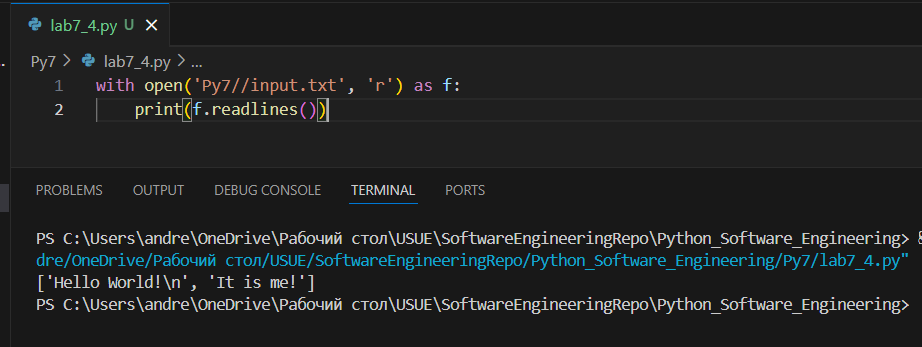 lab7_4.py U ×
Py7 > lab7_4.py > ...
1 with open('Py7//input.txt', 'r') as f:
2     print(f.readlines())
PROBLEMS OUTPUT DEBUG CONSOLE TERMINAL PORTS
PS C:\Users\andre\OneDrive\Рабочий стол\USUE\SoftwareEngineeringRepo\Python_Software_Engineering> &
dre/OneDrive/Рабочий стол/USUE/SoftwareEngineeringRepo/Python_Software_Engineering/Py7/lab7_4.py"
['Hello World!\n', 'It is me!']
PS C:\Users\andre\OneDrive\Рабочий стол\USUE\SoftwareEngineeringRepo\Python_Software_Engineering>